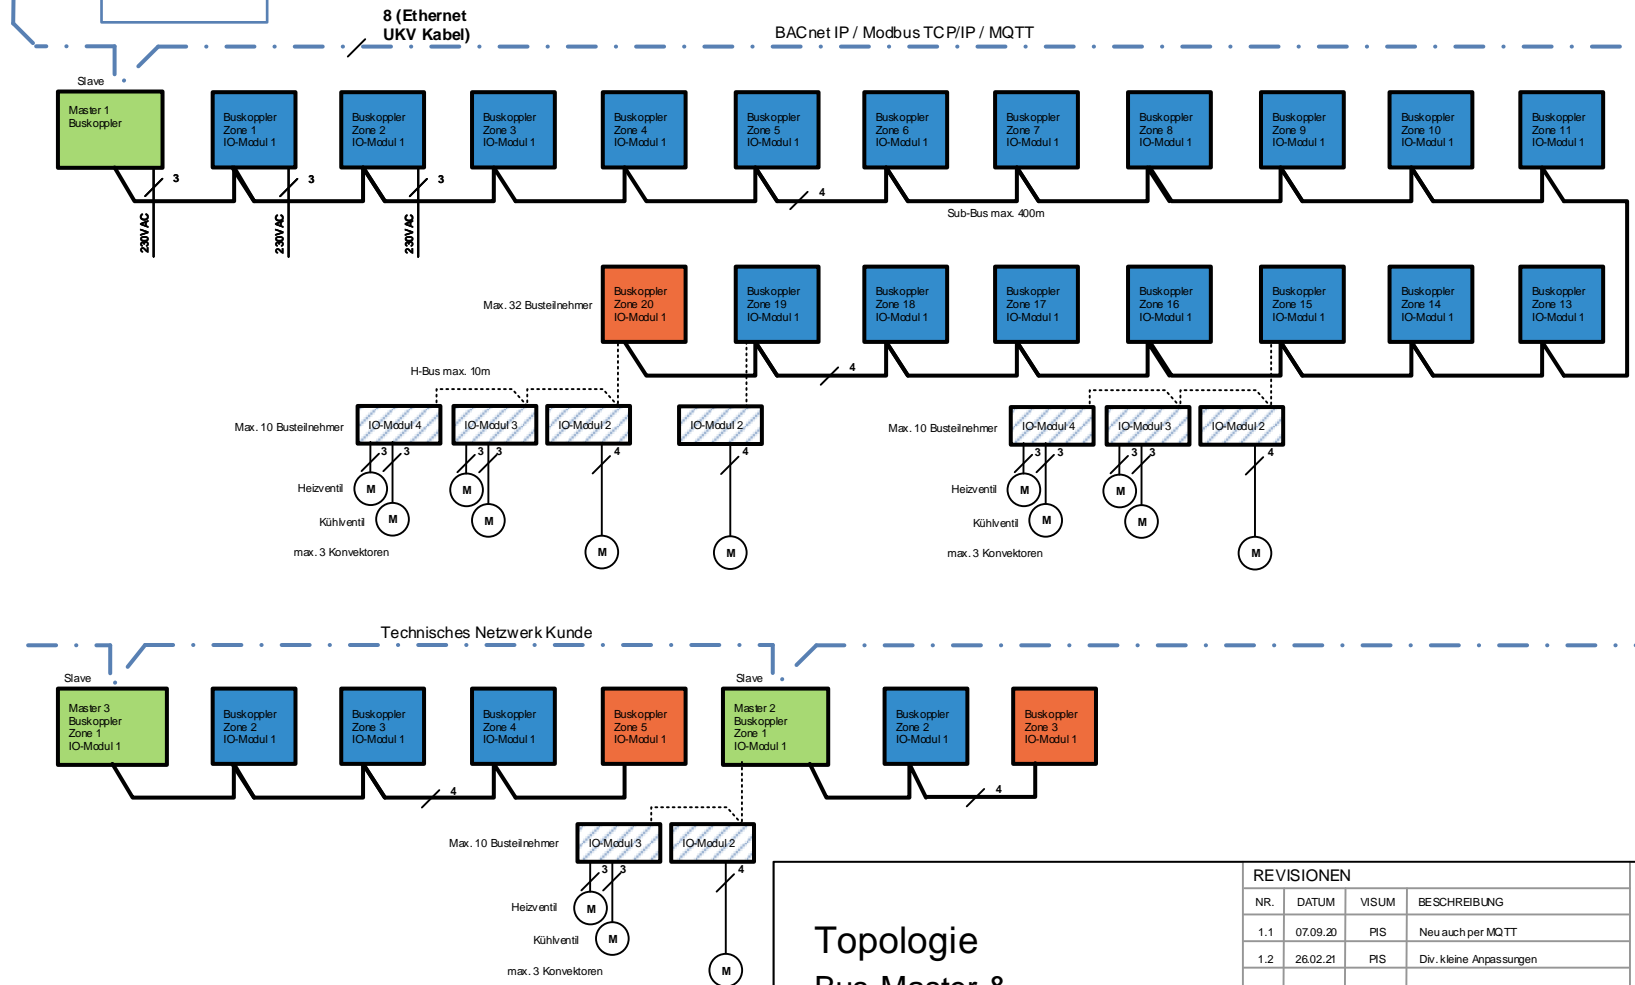 8 (Ethernet
UKV Kabel)
BACnet IP / Modbus TCP/IP / MQTT
Slave
Master 1
Buskoppler
Buskoppler
Zone 1
IO-Modul 1
Buskoppler
Zone 2
IO-Modul 1
Buskoppler
Zone 3
IO-Modul 1
Buskoppler
Zone 4
IO-Modul 1
Buskoppler
Zone 5
IO-Modul 1
Buskoppler
Zone 6
IO-Modul 1
Buskoppler
Zone 7
IO-Modul 1
Buskoppler
Zone 8
IO-Modul 1
Buskoppler
Zone 9
IO-Modul 1
Buskoppler
Zone 10
IO-Modul 1
Buskoppler
Zone 11
IO-Modul 1
3
3
3
4
230VAC
230VAC
230VAC
Sub-Bus max. 400m
Max. 32 Busteilnehmer
Buskoppler
Zone 20
IO-Modul 1
Buskoppler
Zone 19
IO-Modul 1
Buskoppler
Zone 18
IO-Modul 1
Buskoppler
Zone 17
IO-Modul 1
Buskoppler
Zone 16
IO-Modul 1
Buskoppler
Zone 15
IO-Modul 1
Buskoppler
Zone 14
IO-Modul 1
Buskoppler
Zone 13
IO-Modul 1
4
H-Bus max. 10m
Max. 10 Busteilnehmer
IO-Modul 4
IO-Modul 3
IO-Modul 2
IO-Modul 2
Max. 10 Busteilnehmer
IO-Modul 4
IO-Modul 3
IO-Modul 2
3
3
3
3
4
4
3
3
3
3
4
Heizventil
M
M
Heizventil
M
M
Kühlventil
M
M
Kühlventil
M
M
max. 3 Konvektoren
M
M
max. 3 Konvektoren
M
Technisches Netzwerk Kunde
Slave
Slave
Master 3
Buskoppler
Zone 1
IO-Modul 1
Buskoppler
Zone 2
IO-Modul 1
Buskoppler
Zone 3
IO-Modul 1
Buskoppler
Zone 4
IO-Modul 1
Buskoppler
Zone 5
IO-Modul 1
Master 2
Buskoppler
Zone 1
IO-Modul 1
Buskoppler
Zone 2
IO-Modul 1
Buskoppler
Zone 3
IO-Modul 1
4
4
Max. 10 Busteilnehmer
IO-Modul 3
IO-Modul 2
3
3
4
Heizventil
M
Kühlventil
M
max. 3 Konvektoren
M
Topologie
Bus Master &
REVISIONEN
NR. DATUM VISUM BESCHREIBUNG
1.1 07.09.20 PIS Neu auch per MQTT
1.2 26.02.21 PIS Div. kleine Anpassungen